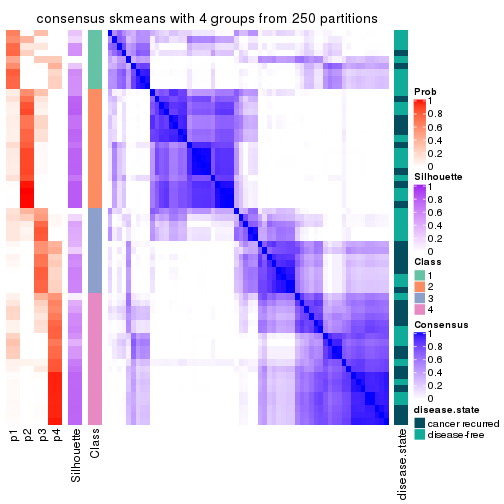 consensus skmeans with 4 groups from 250 partitions
Prob
1
0.8
0.6
0.4
0.2
0
Silhouette
1
0.8
0.6
0.4
0.2
0
Class
1
2
3
4
Consensus
1
0.8
0.6
0.4
0.2
0
disease.state
cancer recurred
disease-free
p1
p2
p3
p4
Silhouette
Class
disease.state